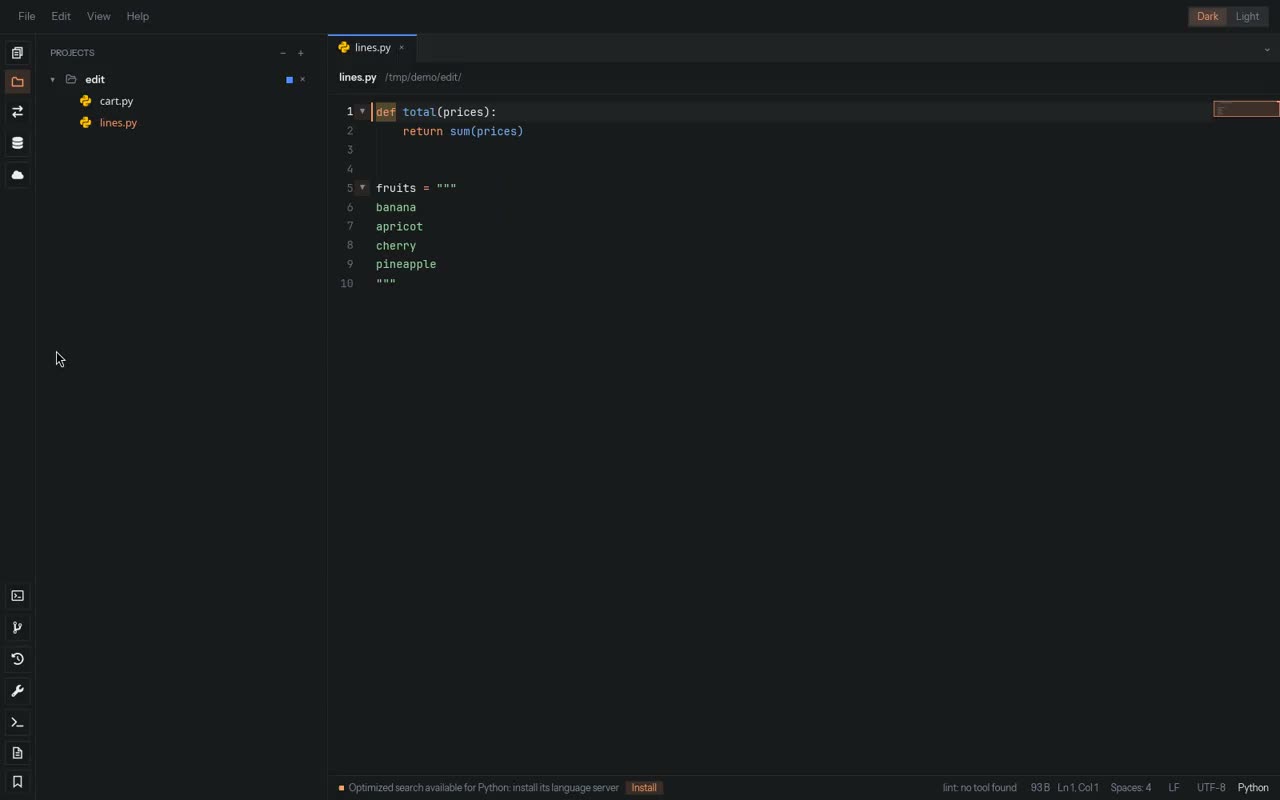 File Edit View Help Dark Light
PROJECTS − +
edit ×
cart.py
lines.py
lines.py ×
lines.py /tmp/demo/edit/
1 def total(prices):
2     return sum(prices)
3
4
5 fruits = """
6 banana
7 apricot
8 cherry
9 pineapple
10 """
Optimized search available for Python: install its language server Install lint: no tool found 93 B Ln 1, Col 1 Spaces: 4 LF UTF-8 Python